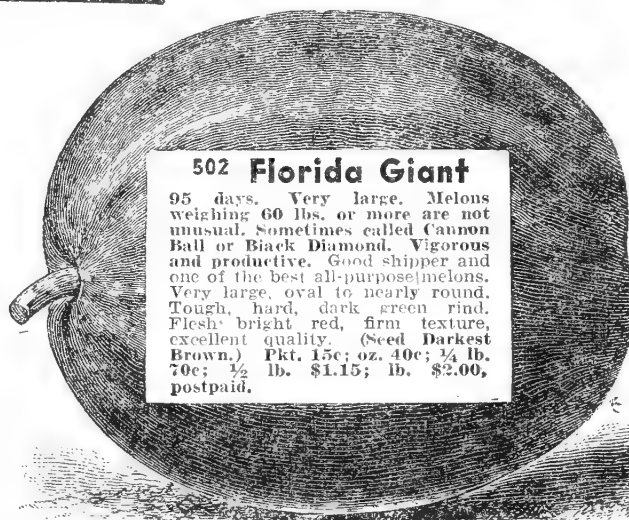 502 Florida Giant
95 days. Very large. Melons
weighing 60 lbs. or more are not
unusual. Sometimes called Cannon
Ball or Black Diamond. Vigorous
and productive. Good shipper and
one of the best all-purpose melons.
Very large, oval to nearly round.
Tough, hard, dark green rind.
Flesh bright red, firm texture,
excellent quality. (Seed Darkest
Brown.) Pkt. 15c; oz. 40c; ¼ lb.
70c; ½ lb. $1.15; lb. $2.00,
postpaid.